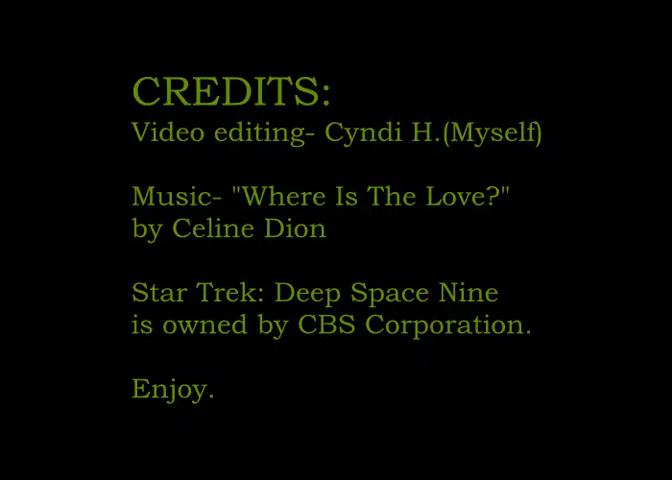 CREDITS:
Video editing- Cyndi H.(Myself)
Music- "Where Is The Love?"
by Celine Dion
Star Trek: Deep Space Nine
is owned by CBS Corporation.
Enjoy.